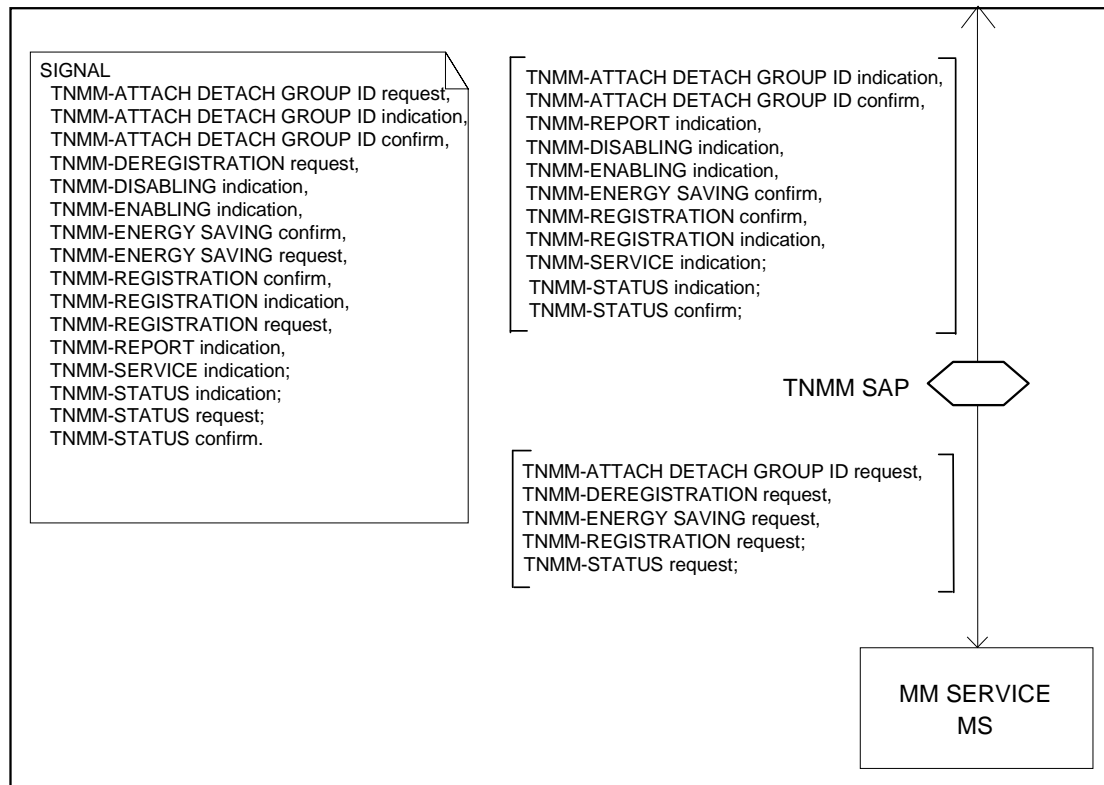 SIGNAL
TNMM-ATTACH DETACH GROUP ID request,
TNMM-ATTACH DETACH GROUP ID indication,
TNMM-ATTACH DETACH GROUP ID confirm,
TNMM-DEREGISTRATION request,
TNMM-DISABLING indication,
TNMM-ENABLING indication,
TNMM-ENERGY SAVING confirm,
TNMM-ENERGY SAVING request,
TNMM-REGISTRATION confirm,
TNMM-REGISTRATION indication,
TNMM-REGISTRATION request,
TNMM-REPORT indication,
TNMM-SERVICE indication;
TNMM-STATUS indication;
TNMM-STATUS request;
TNMM-STATUS confirm.
TNMM-ATTACH DETACH GROUP ID indication,
TNMM-ATTACH DETACH GROUP ID confirm,
TNMM-REPORT indication,
TNMM-DISABLING indication,
TNMM-ENABLING indication,
TNMM-ENERGY SAVING confirm,
TNMM-REGISTRATION confirm,
TNMM-REGISTRATION indication,
TNMM-SERVICE indication;
TNMM-STATUS indication;
TNMM-STATUS confirm;
TNMM SAP
TNMM-ATTACH DETACH GROUP ID request,
TNMM-DEREGISTRATION request,
TNMM-ENERGY SAVING request,
TNMM-REGISTRATION request;
TNMM-STATUS request;
MM SERVICE
MS